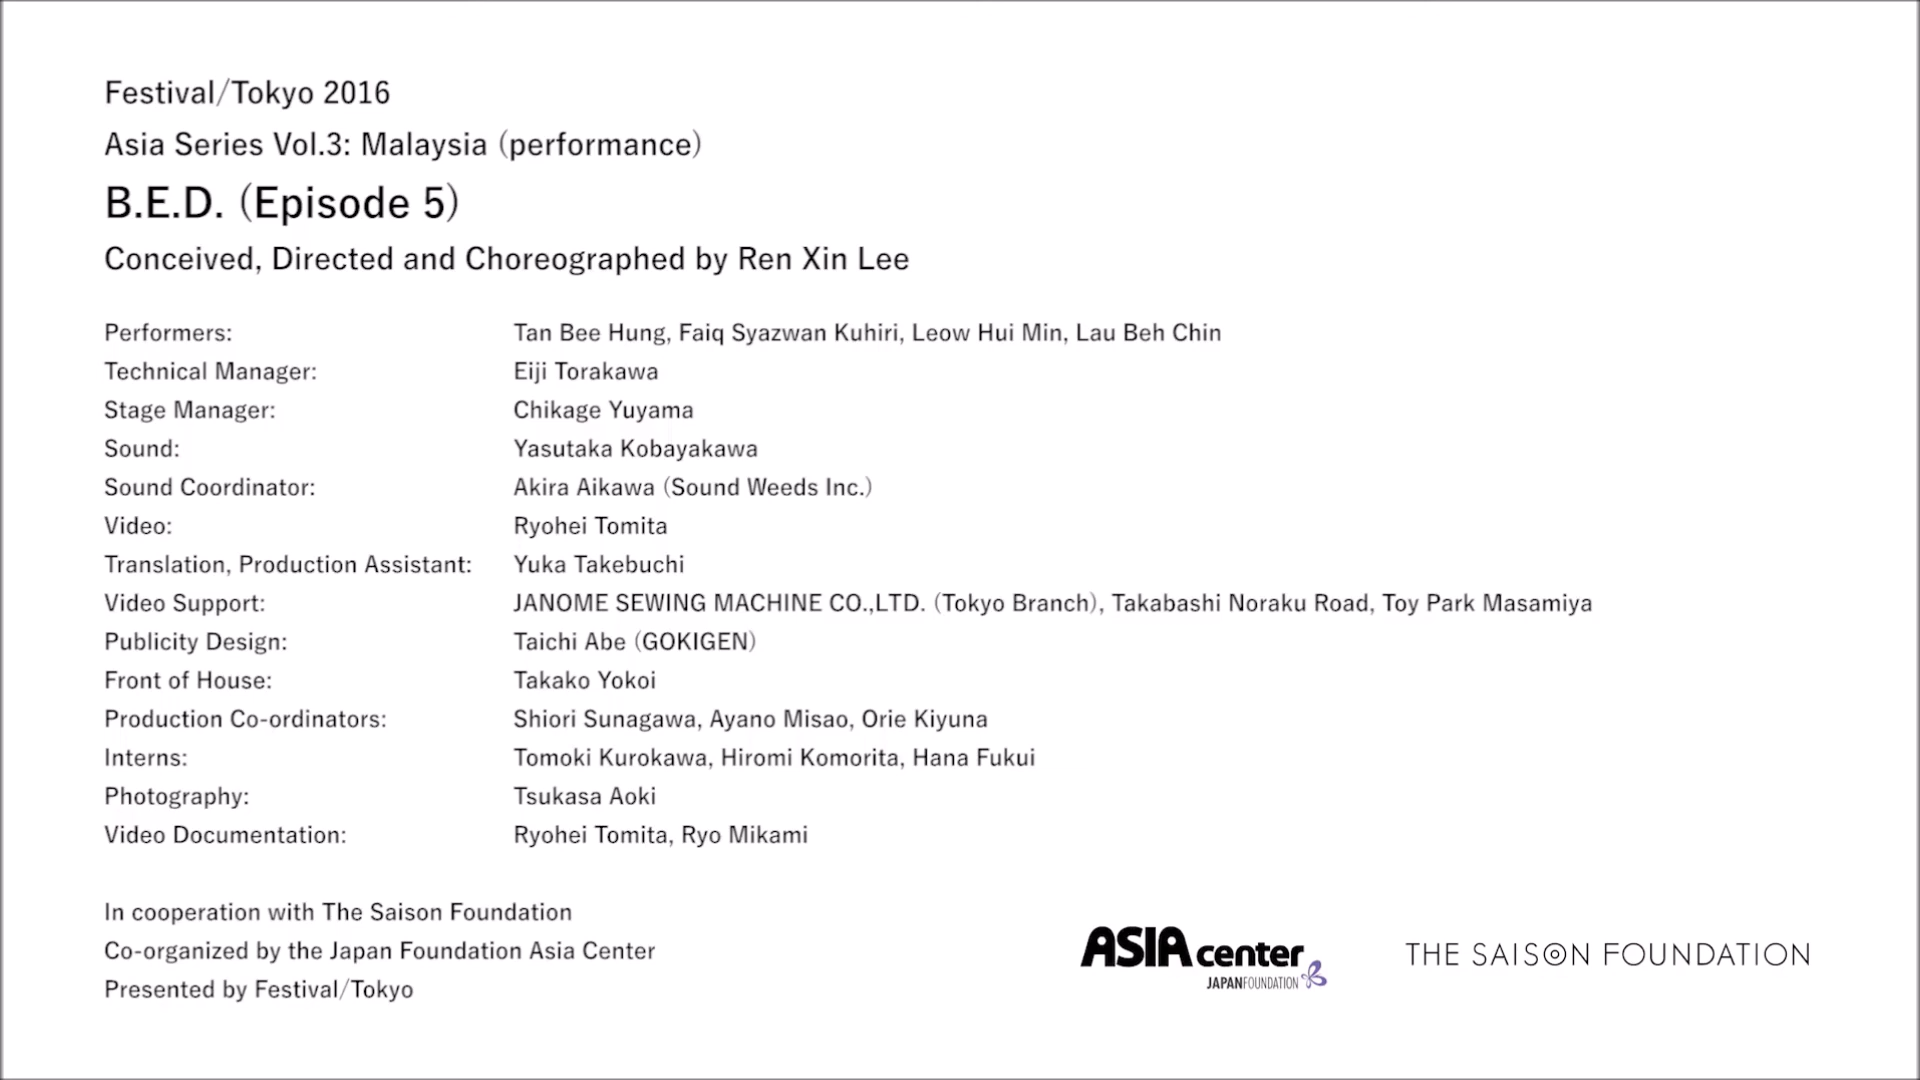 Festival/Tokyo 2016
Asia Series Vol.3: Malaysia (performance)
B.E.D. (Episode 5)
Conceived, Directed and Choreographed by Ren Xin Lee
Performers: Tan Bee Hung, Faiq Syazwan Kuhiri, Leow Hui Min, Lau Beh Chin
Technical Manager: Eiji Torakawa
Stage Manager: Chikage Yuyama
Sound: Yasutaka Kobayakawa
Sound Coordinator: Akira Aikawa (Sound Weeds Inc.)
Video: Ryohei Tomita
Translation, Production Assistant: Yuka Takebuchi
Video Support: JANOME SEWING MACHINE CO.,LTD. (Tokyo Branch), Takabashi Noraku Road, Toy Park Masamiya
Publicity Design: Taichi Abe (GOKIGEN)
Front of House: Takako Yokoi
Production Co-ordinators: Shiori Sunagawa, Ayano Misao, Orie Kiyuna
Interns: Tomoki Kurokawa, Hiromi Komorita, Hana Fukui
Photography: Tsukasa Aoki
Video Documentation: Ryohei Tomita, Ryo Mikami
In cooperation with The Saison Foundation
Co-organized by the Japan Foundation Asia Center
Presented by Festival/Tokyo
ASIA center
JAPANFOUNDATION
THE SAISON FOUNDATION